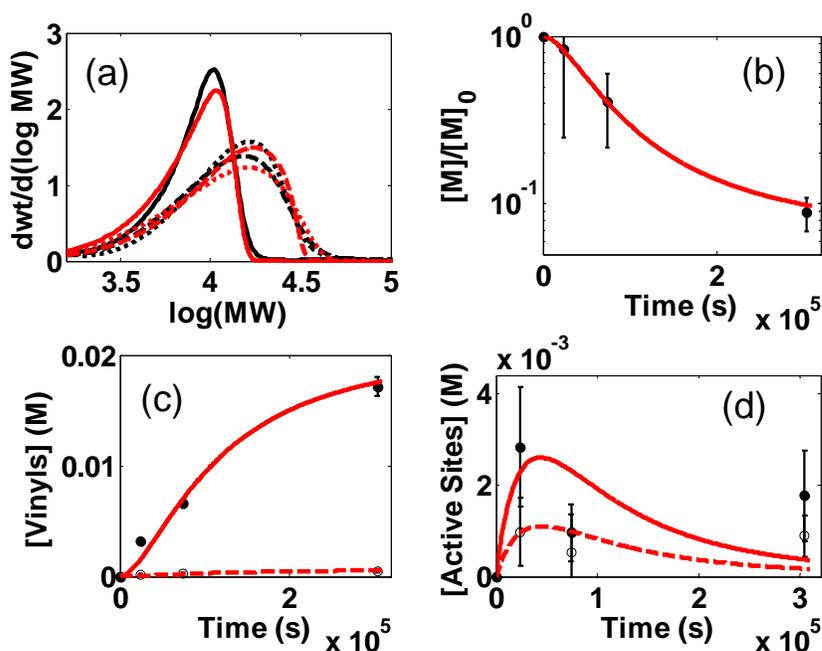 (a)
dwt/d(log MW)
3
2
1
0
3.5 4 4.5 5
log(MW)
(b)
[M]/[M]0
10^0
10^-1
0 2
Time (s) x 10^5
(c)
[Vinyls] (M)
0.02
0.01
0
0 2
Time (s) x 10^5
(d)
x 10^-3
[Active Sites] (M)
4
2
0
0 1 2 3
Time (s) x 10^5